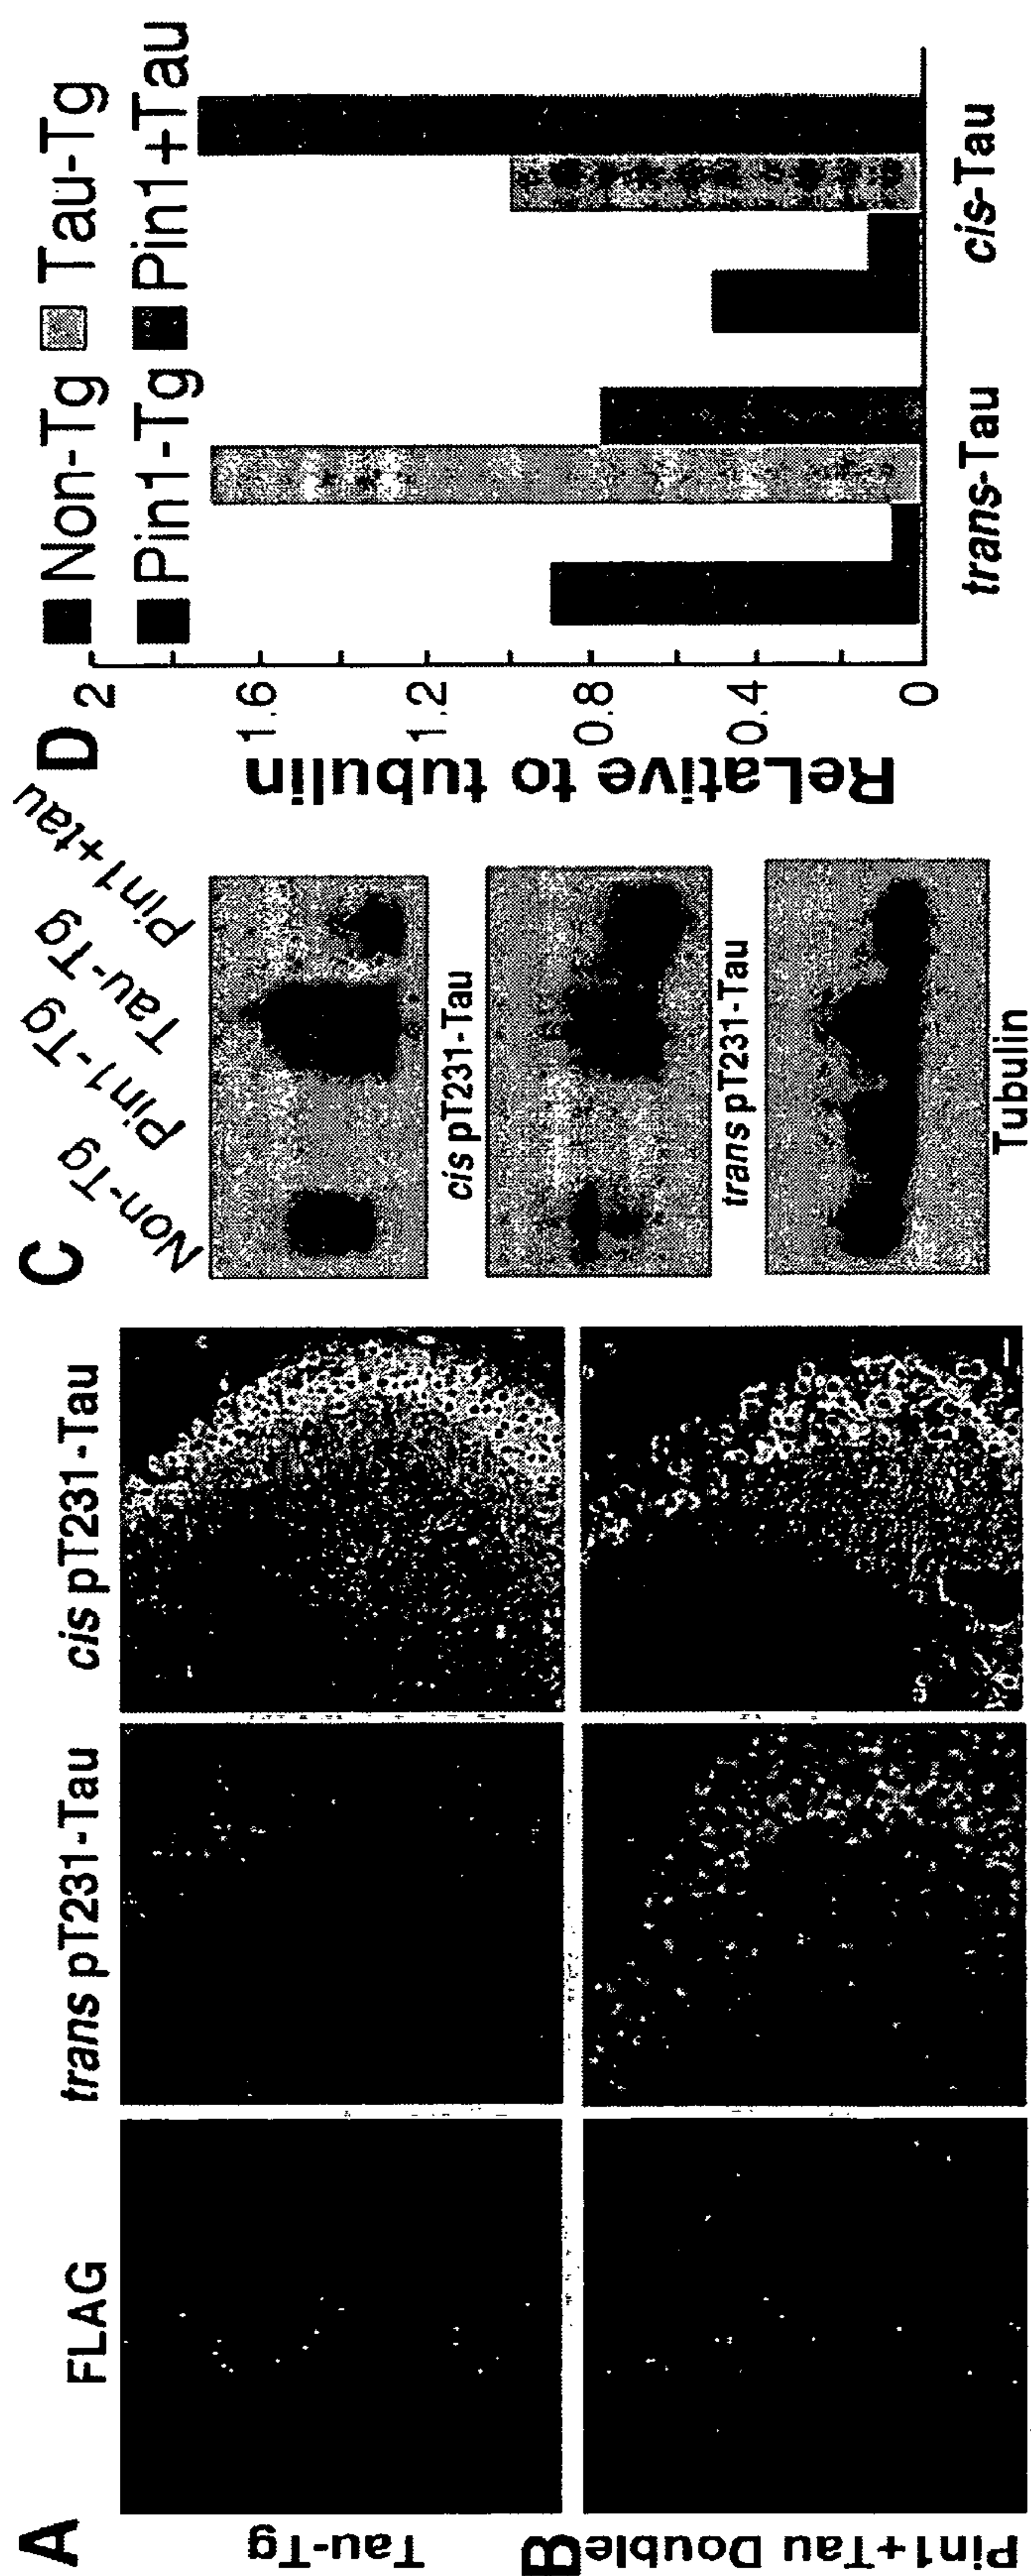 A
FLAG
trans pT231-Tau
cis pT231-Tau
Tau-Tg
B
Pin1+Tau Double
C
Non-Tg
Pin1-Tg
Tau-Tg
Pin1+tau
cis pT231-Tau
trans pT231-Tau
Tubulin
D
Non-Tg Tau-Tg
Pin1-Tg Pin1+Tau
ReLative to tubulin
2
1.6
1.2
0.8
0.4
0
trans-Tau
cis-Tau